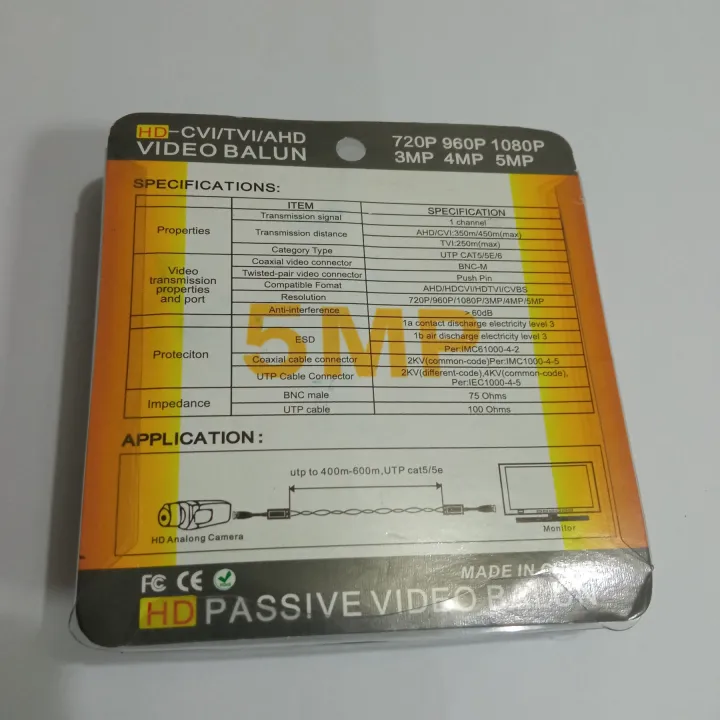 HD-CVI/TVI/AHD
VIDEO BALUN
720P 960P 1080P
3MP 4MP 5MP
SPECIFICATIONS:
ITEM SPECIFICATION
Properties
Transmission signal 1 channel
Transmission distance AHD/CVI:350m/450m(max)
TVI:250m(max)
Category Type UTP CAT5/5E/6
Video
transmission
properties
and port
Coaxial video connector BNC-M
Twisted-pair video connector Push Pin
Compatible Fomat AHD/HDCVI/HDTVI/CVBS
Resolution 720P/960P/1080P/3MP/4MP/5MP
Anti-interference >60dB
Proteciton
ESD 1a contact discharge electricity level 3
1b air discharge electricity level 3
Per:IMC61000-4-2
Coaxial cable connector 2KV(common-code)Per:IMC1000-4-5
UTP Cable Connector 2KV(different-code),4KV(common-code),
Per:IEC1000-4-5
Impedance
BNC male 75 Ohms
UTP cable 100 Ohms
5MP
APPLICATION:
utp to 400m-600m,UTP cat5/5e
HD Analong Camera
Monitor
FC CE
MADE IN
HD PASSIVE VIDEO BALUN